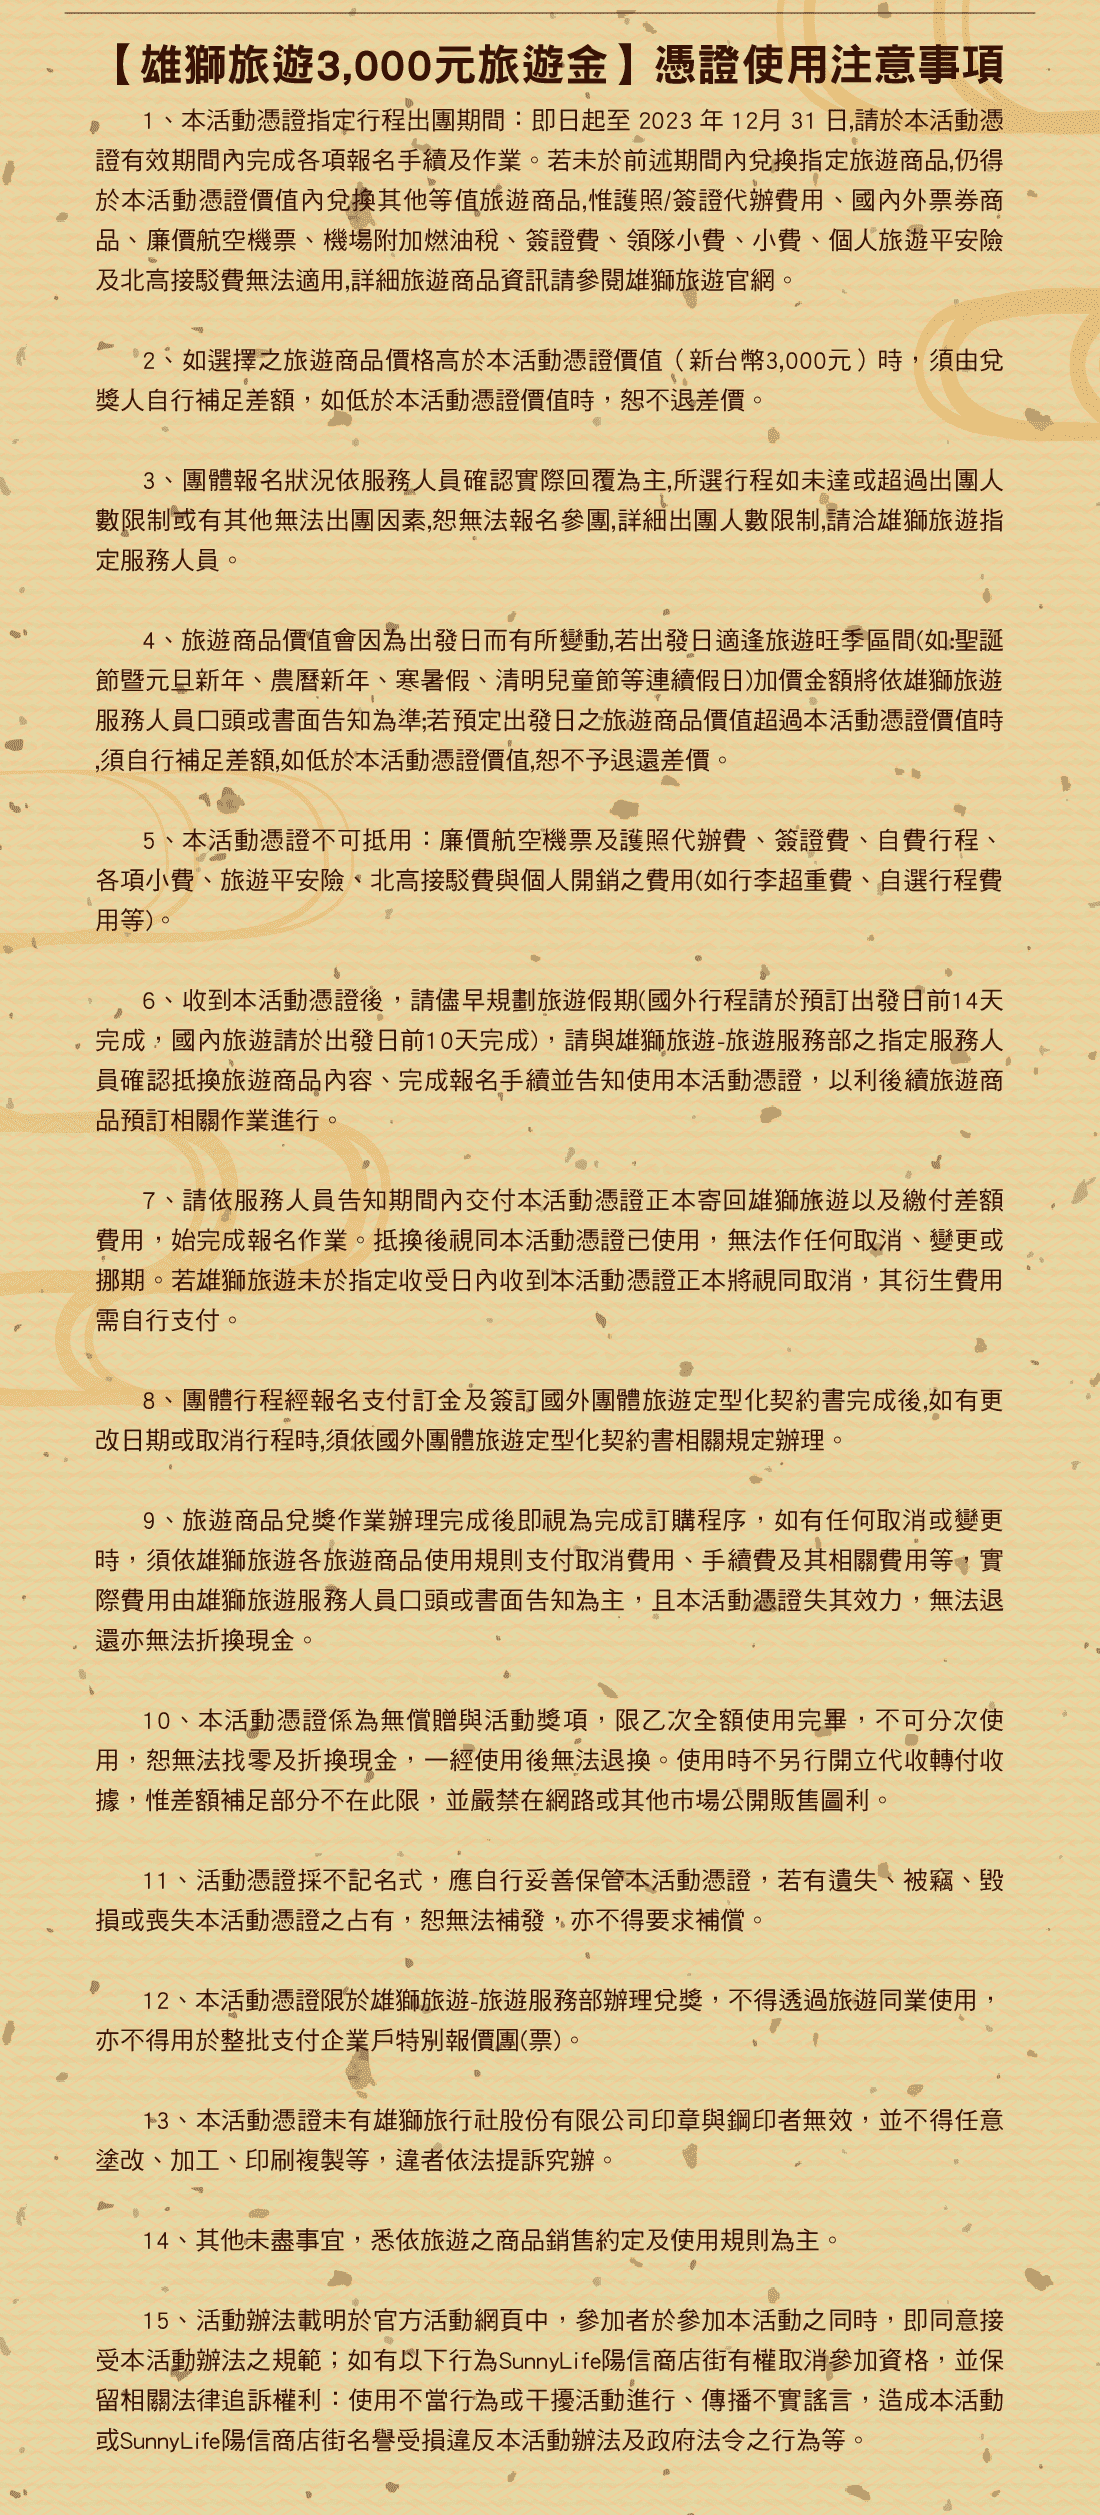 【雄獅旅遊3,000元旅遊金】憑證使用注意事項
1、本活動憑證指定行程出團期間：即日起至 2023 年 12月 31 日,請於本活動憑
證有效期間內完成各項報名手續及作業。若未於前述期間內兌換指定旅遊商品,仍得
於本活動憑證價值內兌換其他等值旅遊商品,惟護照/簽證代辦費用、國內外票券商
品、廉價航空機票、機場附加燃油稅、簽證費、領隊小費、小費、個人旅遊平安險
及北高接駁費無法適用,詳細旅遊商品資訊請參閱雄獅旅遊官網。
2、如選擇之旅遊商品價格高於本活動憑證價值（新台幣3,000元）時，須由兌
獎人自行補足差額，如低於本活動憑證價值時，恕不退差價。
3、團體報名狀況依服務人員確認實際回覆為主,所選行程如未達或超過出團人
數限制或有其他無法出團因素,恕無法報名參團,詳細出團人數限制,請洽雄獅旅遊指
定服務人員。
4、旅遊商品價值會因為出發日而有所變動,若出發日適逢旅遊旺季區間(如:聖誕
節暨元旦新年、農曆新年、寒暑假、清明兒童節等連續假日)加價金額將依雄獅旅遊
服務人員口頭或書面告知為準;若預定出發日之旅遊商品價值超過本活動憑證價值時
,須自行補足差額,如低於本活動憑證價值,恕不予退還差價。
5、本活動憑證不可抵用：廉價航空機票及護照代辦費、簽證費、自費行程、
各項小費、旅遊平安險、北高接駁費與個人開銷之費用(如行李超重費、自選行程費
用等)。
6、收到本活動憑證後，請儘早規劃旅遊假期(國外行程請於預訂出發日前14天
完成，國內旅遊請於出發日前10天完成)，請與雄獅旅遊-旅遊服務部之指定服務人
員確認抵換旅遊商品內容、完成報名手續並告知使用本活動憑證，以利後續旅遊商
品預訂相關作業進行。
7、請依服務人員告知期間內交付本活動憑證正本寄回雄獅旅遊以及繳付差額
費用，始完成報名作業。抵換後視同本活動憑證已使用，無法作任何取消、變更或
挪期。若雄獅旅遊未於指定收受日內收到本活動憑證正本將視同取消，其衍生費用
需自行支付。
8、團體行程經報名支付訂金及簽訂國外團體旅遊定型化契約書完成後,如有更
改日期或取消行程時,須依國外團體旅遊定型化契約書相關規定辦理。
9、旅遊商品兌獎作業辦理完成後即視為完成訂購程序，如有任何取消或變更
時，須依雄獅旅遊各旅遊商品使用規則支付取消費用、手續費及其相關費用等，實
際費用由雄獅旅遊服務人員口頭或書面告知為主，且本活動憑證失其效力，無法退
還亦無法折換現金。
10、本活動憑證係為無償贈與活動獎項，限乙次全額使用完畢，不可分次使
用，恕無法找零及折換現金，一經使用後無法退換。使用時不另行開立代收轉付收
據，惟差額補足部分不在此限，並嚴禁在網路或其他市場公開販售圖利。
11、活動憑證採不記名式，應自行妥善保管本活動憑證，若有遺失、被竊、毀
損或喪失本活動憑證之占有，恕無法補發，亦不得要求補償。
12、本活動憑證限於雄獅旅遊-旅遊服務部辦理兌獎，不得透過旅遊同業使用，
亦不得用於整批支付企業戶特別報價團(票)。
13、本活動憑證未有雄獅旅行社股份有限公司印章與鋼印者無效，並不得任意
塗改、加工、印刷複製等，違者依法提訴究辦。
14、其他未盡事宜，悉依旅遊之商品銷售約定及使用規則為主。
15、活動辦法載明於官方活動網頁中，參加者於參加本活動之同時，即同意接
受本活動辦法之規範；如有以下行為SunnyLife陽信商店街有權取消參加資格，並保
留相關法律追訴權利：使用不當行為或干擾活動進行、傳播不實謠言，造成本活動
或SunnyLife陽信商店街名譽受損違反本活動辦法及政府法令之行為等。